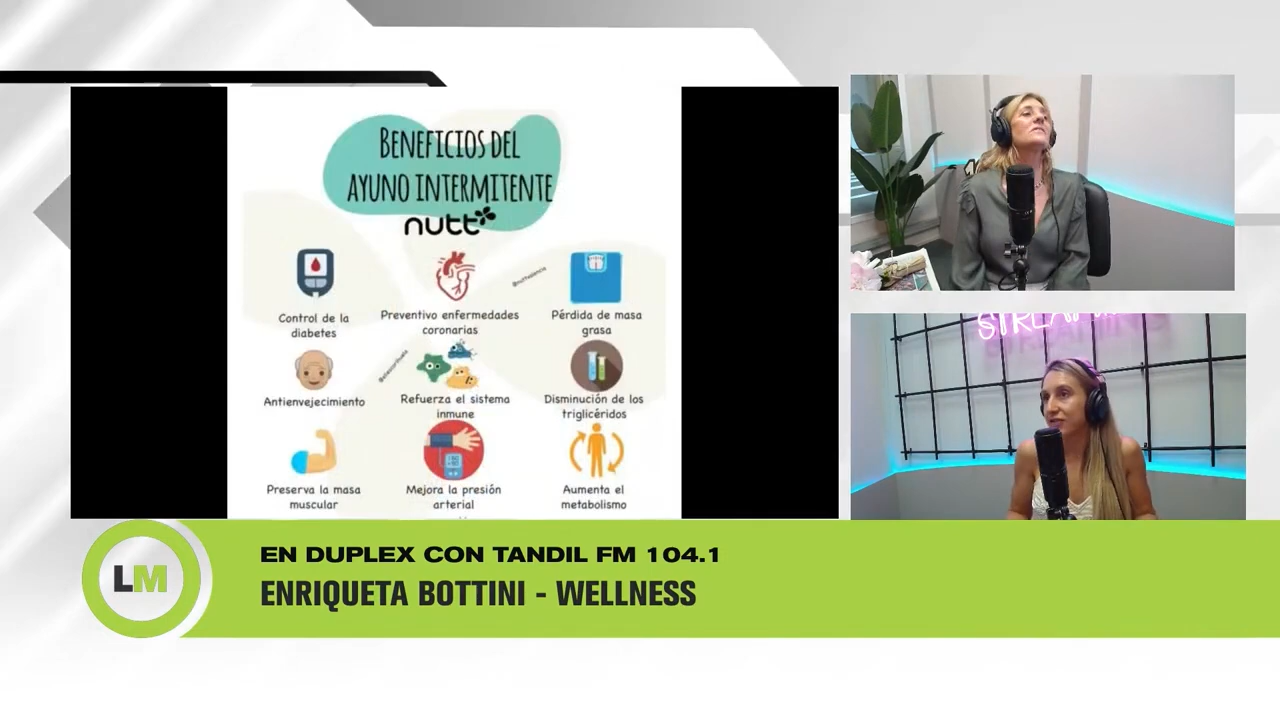 BENEFICIOS DEL
AYUNO INTERMITENTE
nutt
Control de la
diabetes
Preventivo enfermedades
coronarias
Pérdida de masa
grasa
Antienvejecimiento
Refuerza el sistema
inmune
Disminución de los
triglicéridos
Preserva la masa
muscular
Mejora la presión
arterial
Aumenta el
metabolismo
LM
EN DUPLEX CON TANDIL FM 104.1
ENRIQUETA BOTTINI - WELLNESS